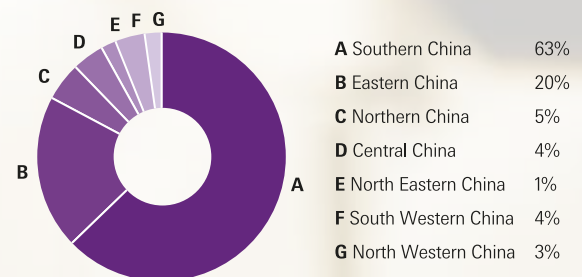 A
B
C
D
E
F
G
A Southern China 63%
B Eastern China 20%
C Northern China 5%
D Central China 4%
E North Eastern China 1%
F South Western China 4%
G North Western China 3%